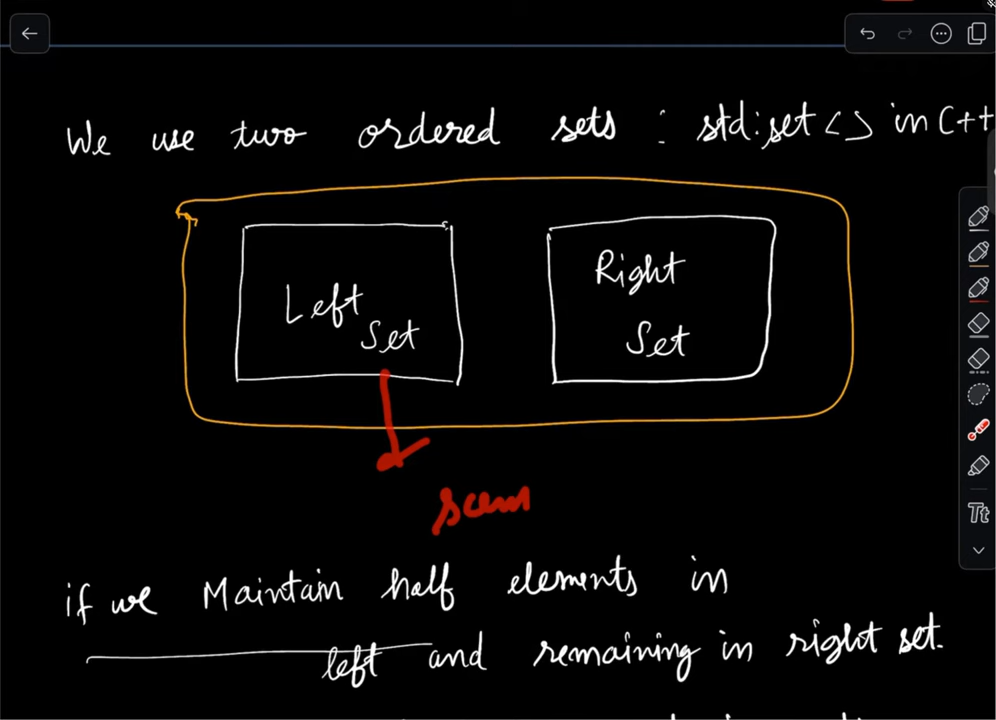 We use two ordered sets : std:set<> in C++
Left
Set
Right
Set
if we Maintain half elements in
left and remaining in right set.
Tt